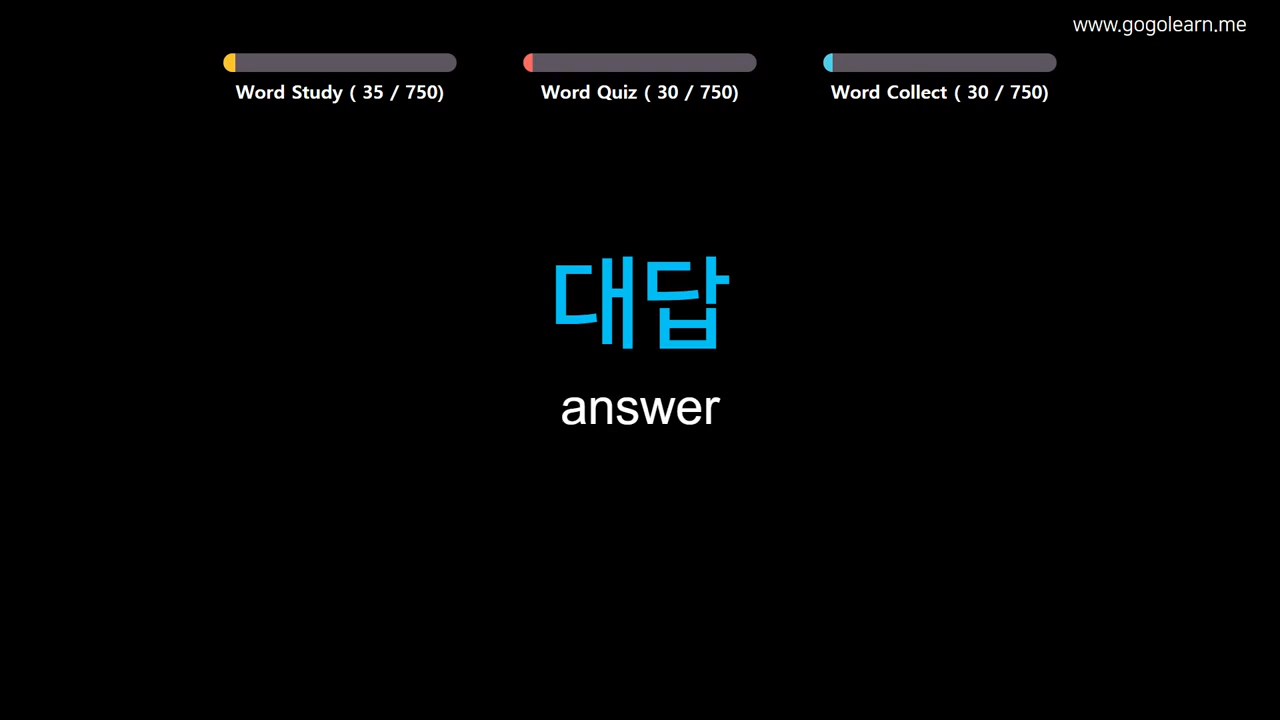 www.gogolearn.me
Word Study ( 35 / 750)
Word Quiz ( 30 / 750)
Word Collect ( 30 / 750)
대답
answer